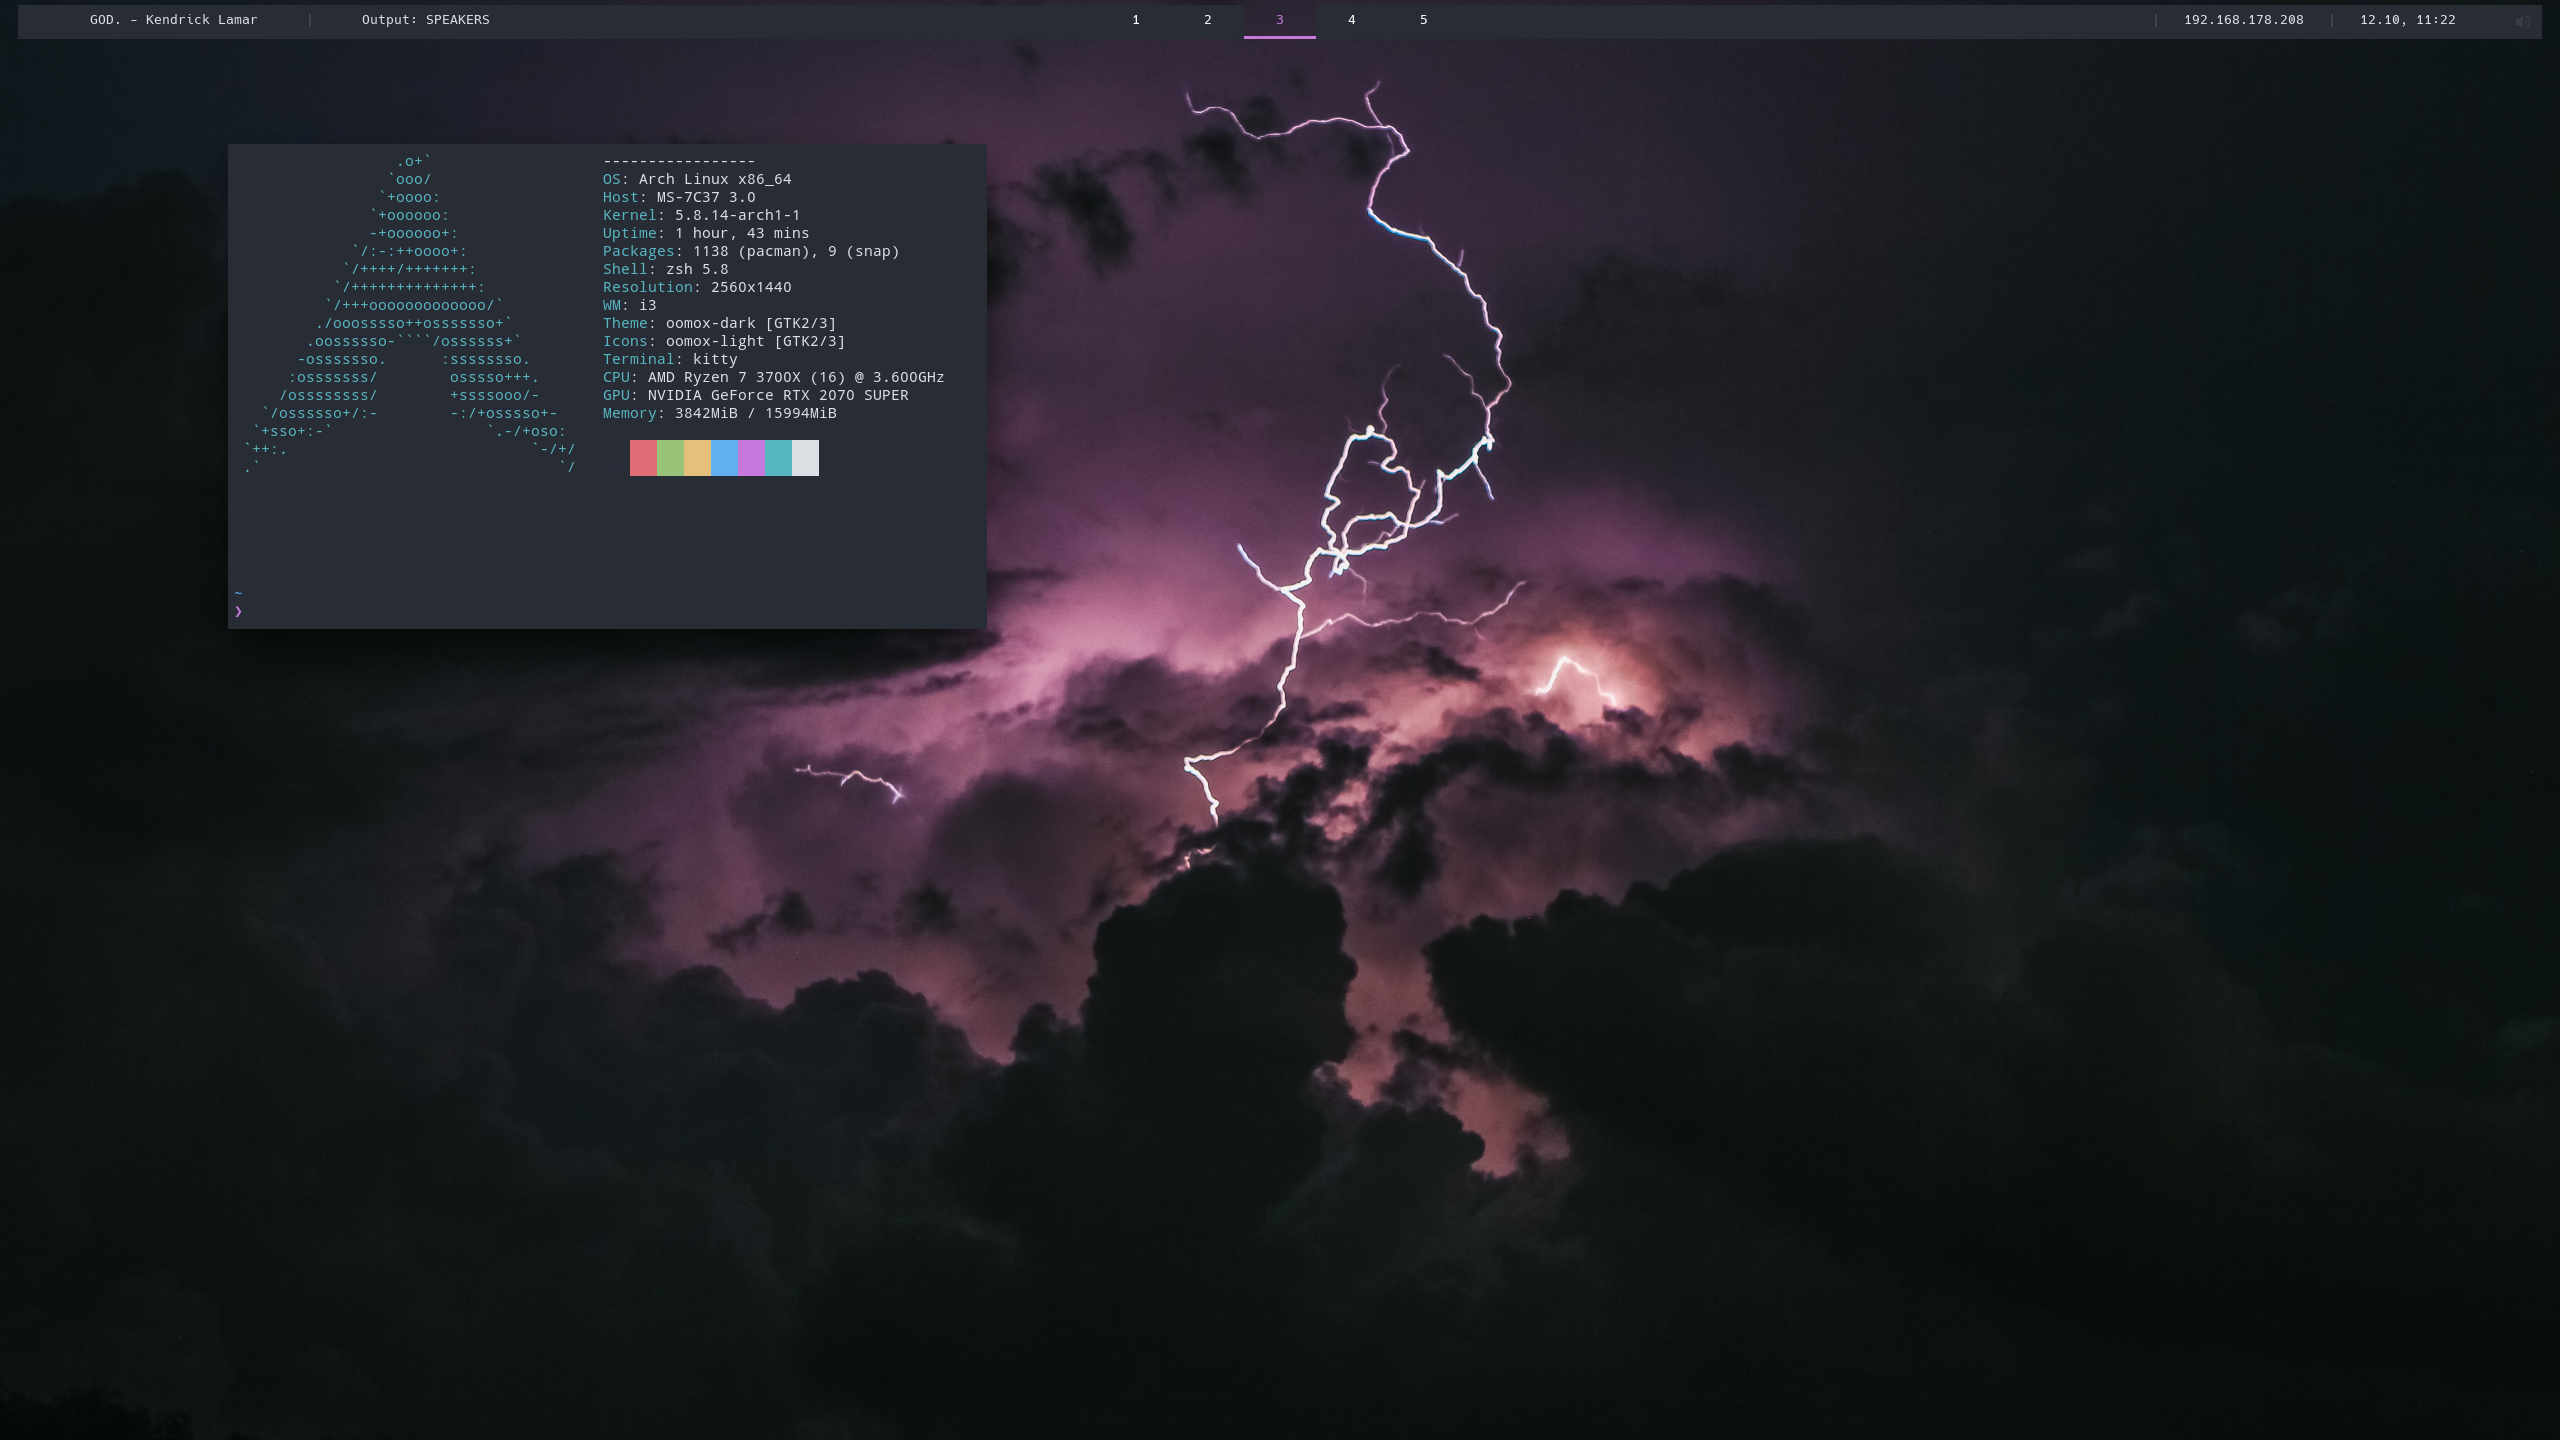 GOD. - Kendrick Lamar | Output: SPEAKERS 1 2 3 4 5 | 192.168.178.208 | 12.10, 11:22
.o+` -----------------
`ooo/ OS: Arch Linux x86_64
`+oooo: Host: MS-7C37 3.0
`+oooooo: Kernel: 5.8.14-arch1-1
-+oooooo+: Uptime: 1 hour, 43 mins
`/:-:++oooo+: Packages: 1138 (pacman), 9 (snap)
`/++++/+++++++: Shell: zsh 5.8
`/++++++++++++++: Resolution: 2560x1440
`/+++ooooooooooooo/` WM: i3
./ooosssso++osssssso+` Theme: oomox-dark [GTK2/3]
.oossssso-````/ossssss+` Icons: oomox-light [GTK2/3]
-osssssso. :ssssssso. Terminal: kitty
:osssssss/ osssso+++. CPU: AMD Ryzen 7 3700X (16) @ 3.600GHz
/ossssssss/ +ssssooo/- GPU: NVIDIA GeForce RTX 2070 SUPER
`/ossssso+/:- -:/+osssso+- Memory: 3842MiB / 15994MiB
`+sso+:-` `.-/+oso:
`++:. `-/+/
.` `/
~
❯